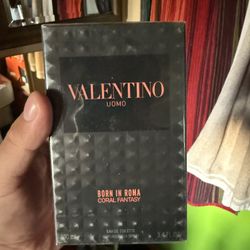 VALENTINO
UOMO
BORN IN ROMA
CORAL FANTASY
EAU DE TOILETTE